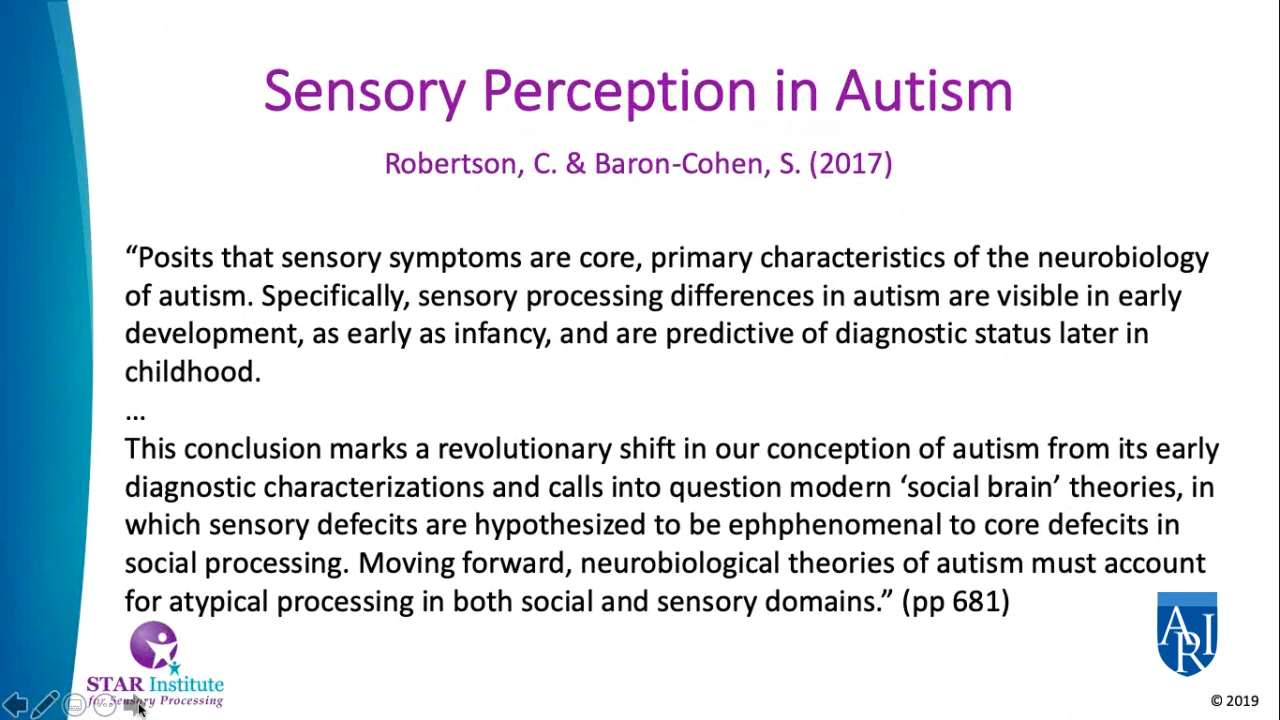 Sensory Perception in Autism
Robertson, C. & Baron-Cohen, S. (2017)
“Posits that sensory symptoms are core, primary characteristics of the neurobiology
of autism. Specifically, sensory processing differences in autism are visible in early
development, as early as infancy, and are predictive of diagnostic status later in
childhood.
...
This conclusion marks a revolutionary shift in our conception of autism from its early
diagnostic characterizations and calls into question modern ‘social brain’ theories, in
which sensory defecits are hypothesized to be ephphenomenal to core defecits in
social processing. Moving forward, neurobiological theories of autism must account
for atypical processing in both social and sensory domains.” (pp 681)
STAR Institute
for Sensory Processing
ARI
© 2019